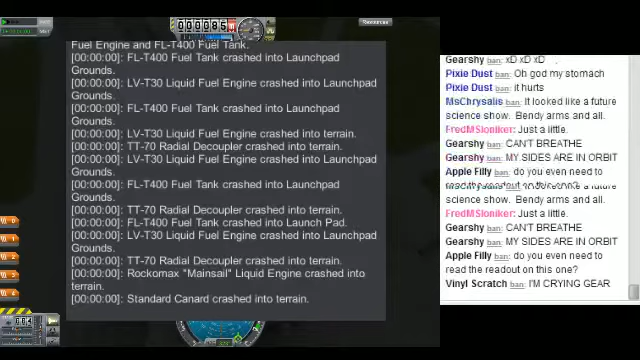 000085
Resources
Fuel Engine and FL-T400 Fuel Tank.
[00:00:00]: FL-T400 Fuel Tank crashed into Launchpad
Grounds.
[00:00:00]: LV-T30 Liquid Fuel Engine crashed into Launchpad
Grounds.
[00:00:00]: FL-T400 Fuel Tank crashed into Launchpad
Grounds.
[00:00:00]: LV-T30 Liquid Fuel Engine crashed into terrain.
[00:00:00]: TT-70 Radial Decoupler crashed into terrain.
[00:00:00]: LV-T30 Liquid Fuel Engine crashed into Launchpad
Grounds.
[00:00:00]: FL-T400 Fuel Tank crashed into Launchpad
Grounds.
[00:00:00]: TT-70 Radial Decoupler crashed into terrain.
[00:00:00]: FL-T400 Fuel Tank crashed into Launch Pad.
[00:00:00]: LV-T30 Liquid Fuel Engine crashed into Launchpad
Grounds.
[00:00:00]: TT-70 Radial Decoupler crashed into terrain.
[00:00:00]: Rockomax "Mainsail" Liquid Engine crashed into
terrain.
[00:00:00]: Standard Canard crashed into terrain.
Gearshy ban: xD xD xD
Pixie Dust ban: Oh god my stomach
Pixie Dust ban: it hurts
MsChrysalis ban: It looked like a future
science show. Bendy arms and all.
FredMSloniker: Just a little.
Gearshy ban: CAN'T BREATHE
Gearshy ban: MY SIDES ARE IN ORBIT
Apple Filly ban: do you even need to
science show. Bendy arms and all.
FredMSloniker: Just a little.
Gearshy ban: CAN'T BREATHE
Gearshy ban: MY SIDES ARE IN ORBIT
Apple Filly ban: do you even need to
read the readout on this one?
Vinyl Scratch ban: I'M CRYING GEAR